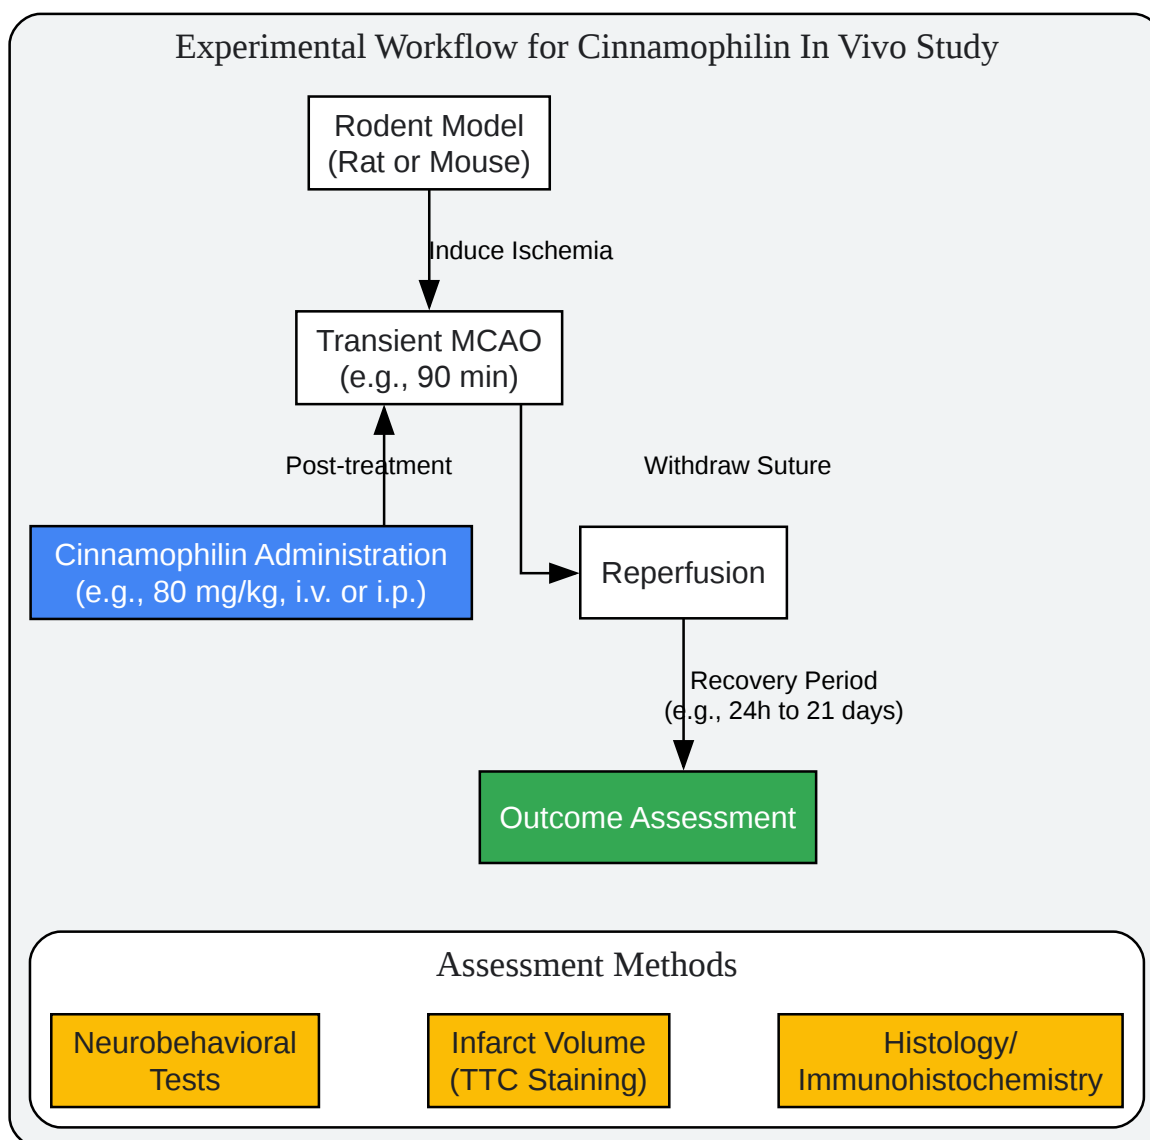 Experimental Workflow for Cinnamophilin In Vivo Study
Rodent Model
(Rat or Mouse)
Induce Ischemia
Transient MCAO
(e.g., 90 min)
Post-treatment
Withdraw Suture
Cinnamophilin Administration
(e.g., 80 mg/kg, i.v. or i.p.)
Reperfusion
Recovery Period
(e.g., 24h to 21 days)
Outcome Assessment
Assessment Methods
Neurobehavioral
Tests
Infarct Volume
(TTC Staining)
Histology/
Immunohistochemistry